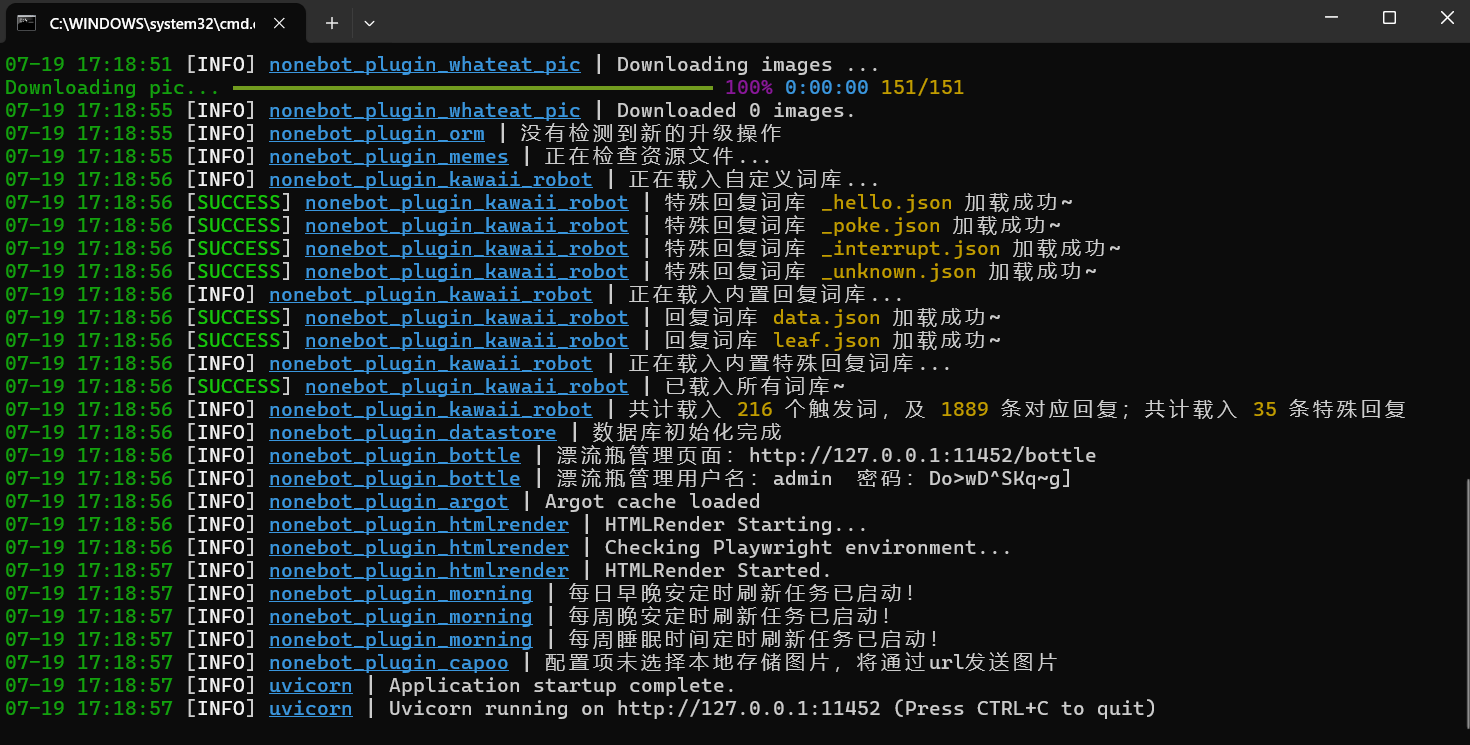 C:\WINDOWS\system32\cmd.e
07-19 17:18:51 [INFO] nonebot_plugin_whateat_pic | Downloading images ...
Downloading pic... 100% 0:00:00 151/151
07-19 17:18:55 [INFO] nonebot_plugin_whateat_pic | Downloaded 0 images.
07-19 17:18:55 [INFO] nonebot_plugin_orm | 没有检测到新的升级操作
07-19 17:18:55 [INFO] nonebot_plugin_memes | 正在检查资源文件...
07-19 17:18:56 [INFO] nonebot_plugin_kawaii_robot | 正在载入自定义词库...
07-19 17:18:56 [SUCCESS] nonebot_plugin_kawaii_robot | 特殊回复词库 _hello.json 加载成功~
07-19 17:18:56 [SUCCESS] nonebot_plugin_kawaii_robot | 特殊回复词库 _poke.json 加载成功~
07-19 17:18:56 [SUCCESS] nonebot_plugin_kawaii_robot | 特殊回复词库 _interrupt.json 加载成功~
07-19 17:18:56 [SUCCESS] nonebot_plugin_kawaii_robot | 特殊回复词库 _unknown.json 加载成功~
07-19 17:18:56 [INFO] nonebot_plugin_kawaii_robot | 正在载入内置回复词库...
07-19 17:18:56 [SUCCESS] nonebot_plugin_kawaii_robot | 回复词库 data.json 加载成功~
07-19 17:18:56 [SUCCESS] nonebot_plugin_kawaii_robot | 回复词库 leaf.json 加载成功~
07-19 17:18:56 [INFO] nonebot_plugin_kawaii_robot | 正在载入内置特殊回复词库...
07-19 17:18:56 [SUCCESS] nonebot_plugin_kawaii_robot | 已载入所有词库~
07-19 17:18:56 [INFO] nonebot_plugin_kawaii_robot | 共计载入 216 个触发词，及 1889 条对应回复；共计载入 35 条特殊回复
07-19 17:18:56 [INFO] nonebot_plugin_datastore | 数据库初始化完成
07-19 17:18:56 [INFO] nonebot_plugin_bottle | 漂流瓶管理页面：http://127.0.0.1:11452/bottle
07-19 17:18:56 [INFO] nonebot_plugin_bottle | 漂流瓶管理用户名：admin  密码：Do>wD^SKq~g]
07-19 17:18:56 [INFO] nonebot_plugin_argot | Argot cache loaded
07-19 17:18:56 [INFO] nonebot_plugin_htmlrender | HTMLRender Starting...
07-19 17:18:56 [INFO] nonebot_plugin_htmlrender | Checking Playwright environment...
07-19 17:18:57 [INFO] nonebot_plugin_htmlrender | HTMLRender Started.
07-19 17:18:57 [INFO] nonebot_plugin_morning | 每日早晚安定时刷新任务已启动！
07-19 17:18:57 [INFO] nonebot_plugin_morning | 每周晚安定时刷新任务已启动！
07-19 17:18:57 [INFO] nonebot_plugin_morning | 每周睡眠时间定时刷新任务已启动！
07-19 17:18:57 [INFO] nonebot_plugin_capoo | 配置项未选择本地存储图片，将通过url发送图片
07-19 17:18:57 [INFO] uvicorn | Application startup complete.
07-19 17:18:57 [INFO] uvicorn | Uvicorn running on http://127.0.0.1:11452 (Press CTRL+C to quit)